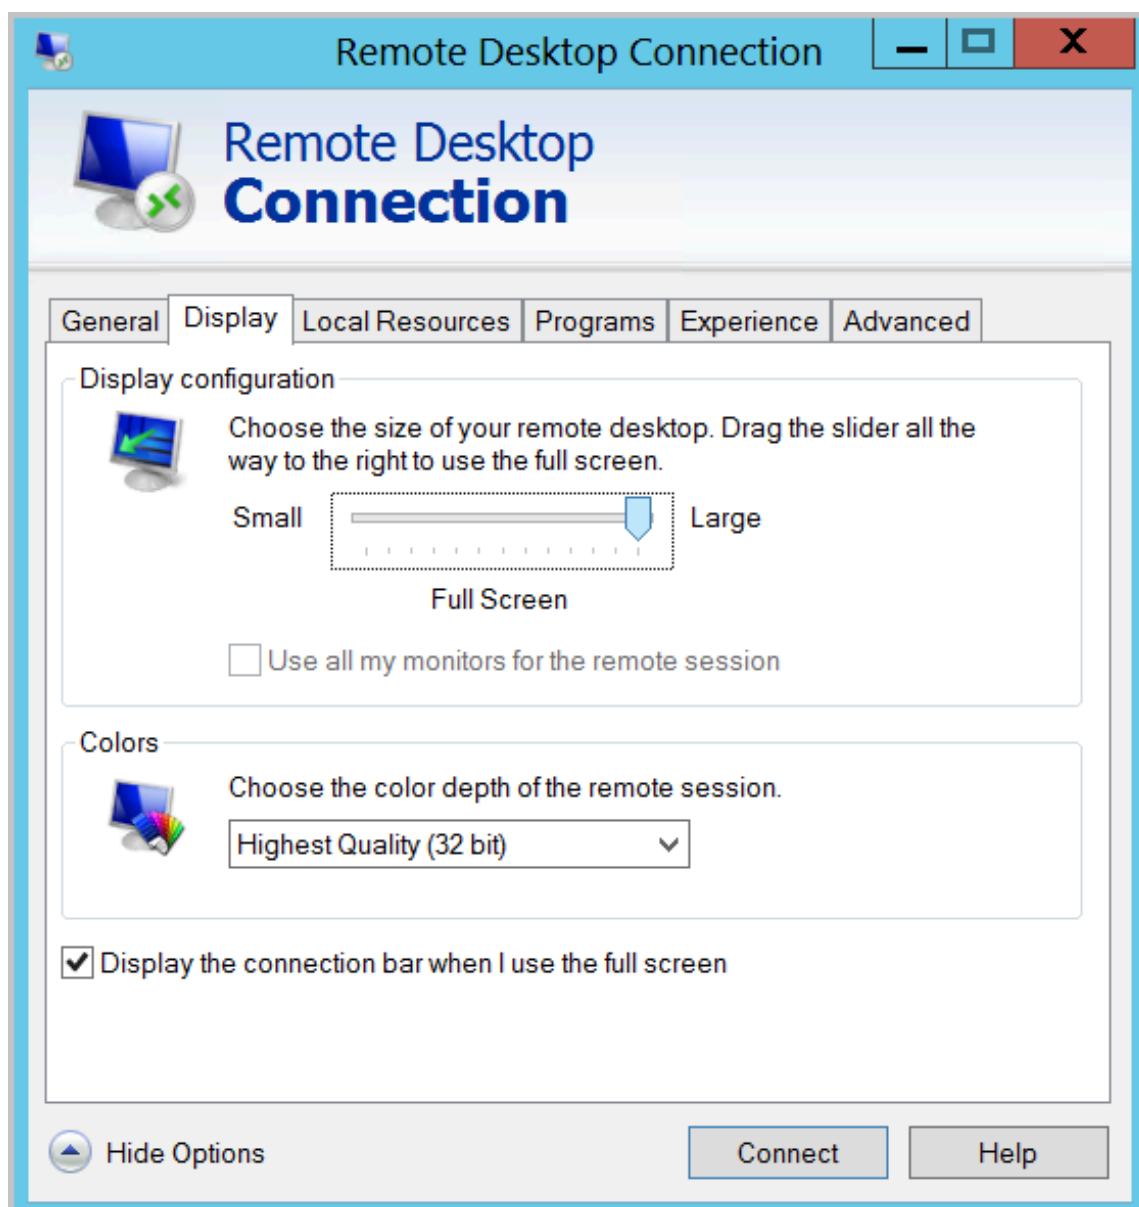 Remote Desktop Connection
X
Remote Desktop
Connection
General Display Local Resources Programs Experience Advanced
Display configuration
Choose the size of your remote desktop. Drag the slider all the
way to the right to use the full screen.
Small Large
Full Screen
Use all my monitors for the remote session
Colors
Choose the color depth of the remote session.
Highest Quality (32 bit)
Display the connection bar when I use the full screen
Hide Options Connect Help